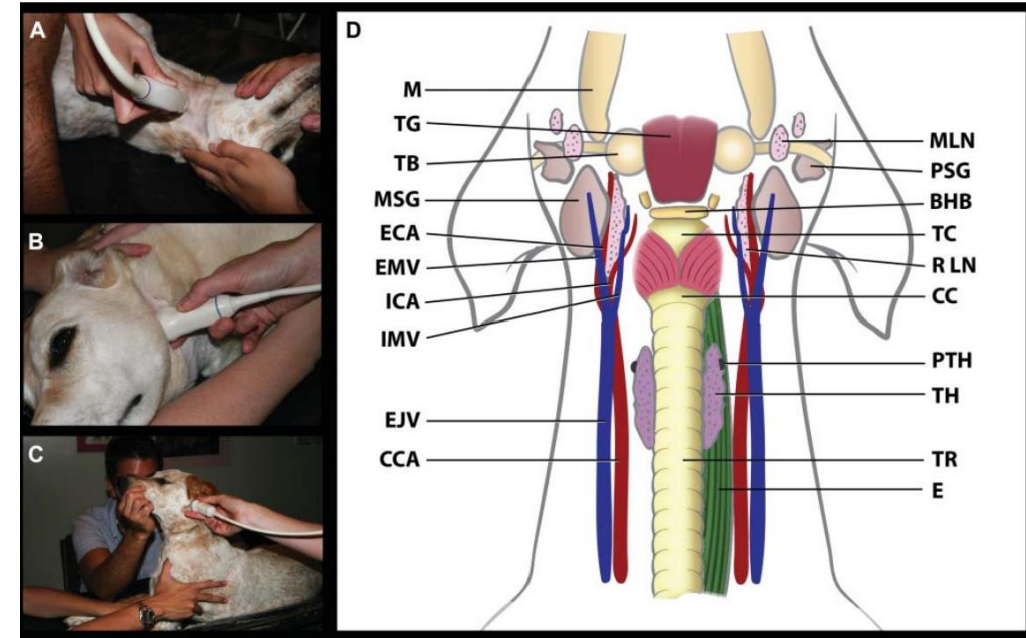 A
B
C
D
M
TG
TB
MSG
ECA
EMV
ICA
IMV
EJV
CCA
MLN
PSG
BHB
TC
R LN
CC
PTH
TH
TR
E